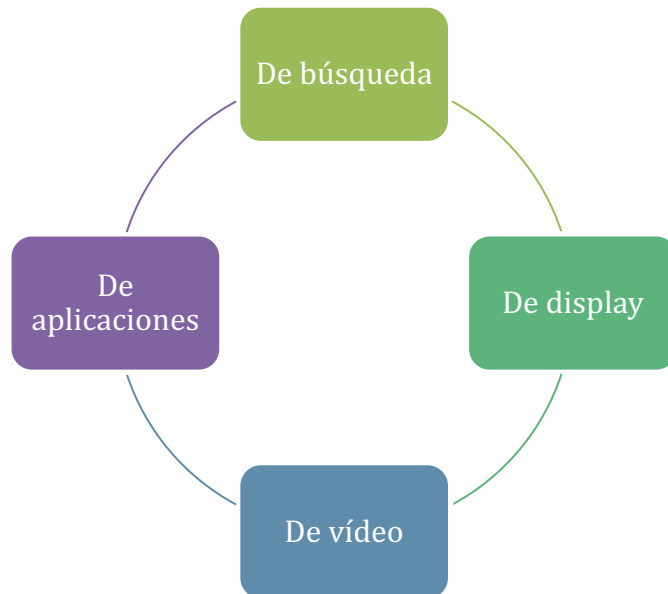 De búsqueda
De display
De vídeo
De
aplicaciones